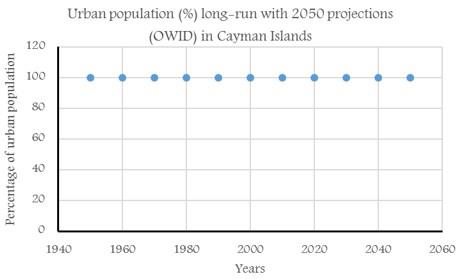 Urban population (%) long-run with 2050 projections
(OWID) in Cayman Islands
Percentage of urban population
120
100
80
60
40
20
0
1940 1960 1980 2000 2020 2040 2060
Years